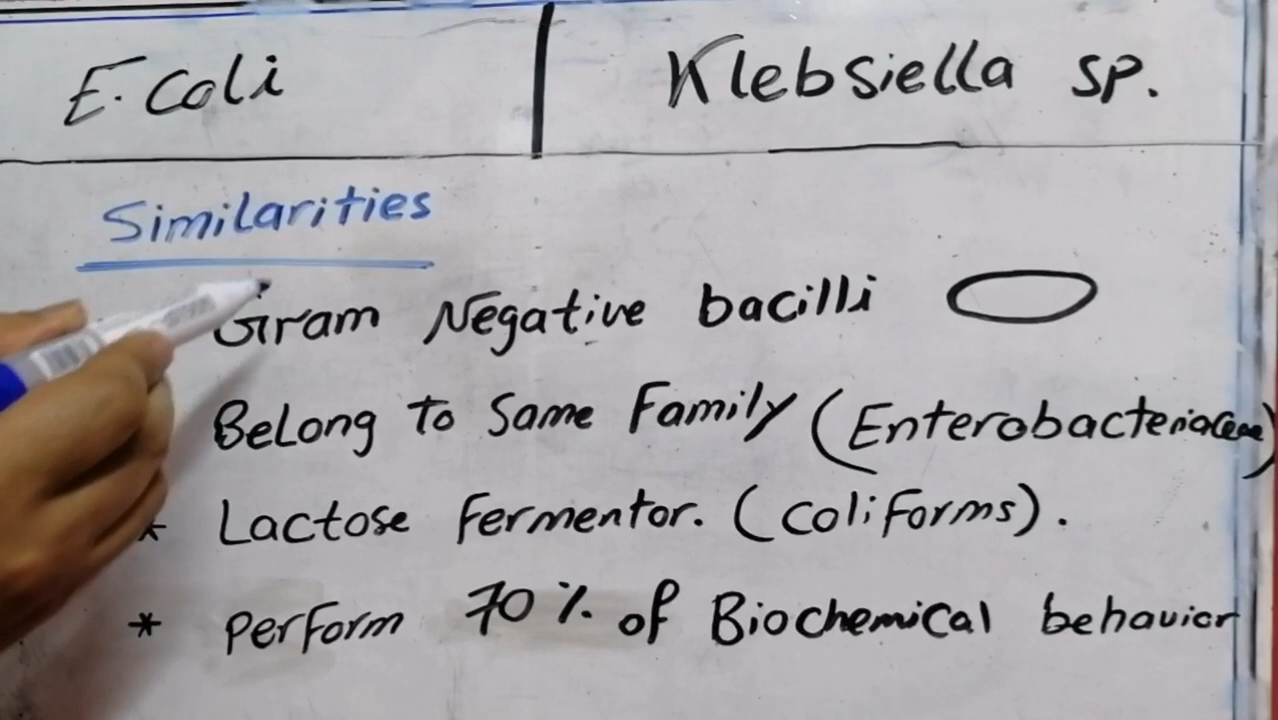 E. Coli
Klebsiella sp.
Similarities
Gram Negative bacilli
Belong To Same Family (Enterobacteriaceae)
* Lactose Fermentor. (Coliforms).
* perform 70% of Biochemical behavior